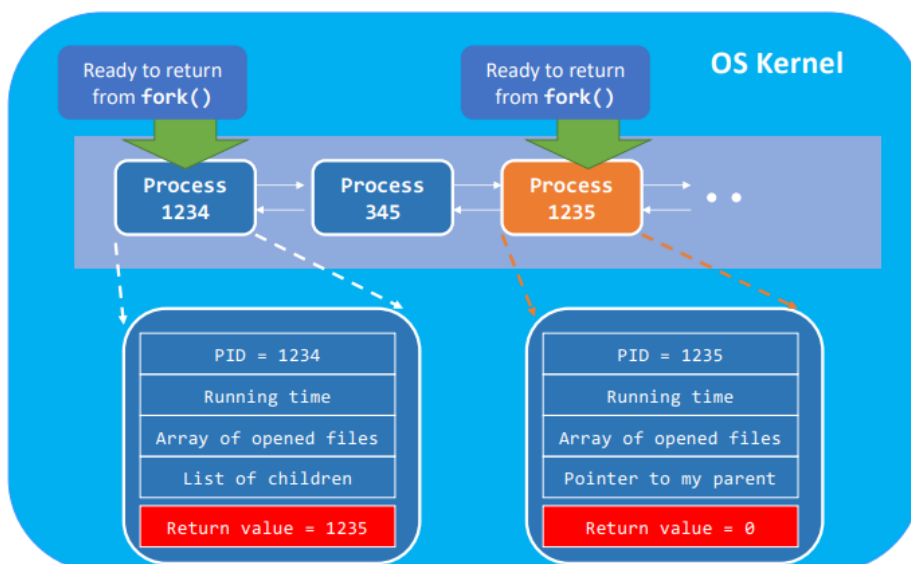 OS Kernel
Ready to return
from fork()
Ready to return
from fork()
Process
1234
Process
345
Process
1235
PID = 1234
Running time
Array of opened files
List of children
Return value = 1235
PID = 1235
Running time
Array of opened files
Pointer to my parent
Return value = 0